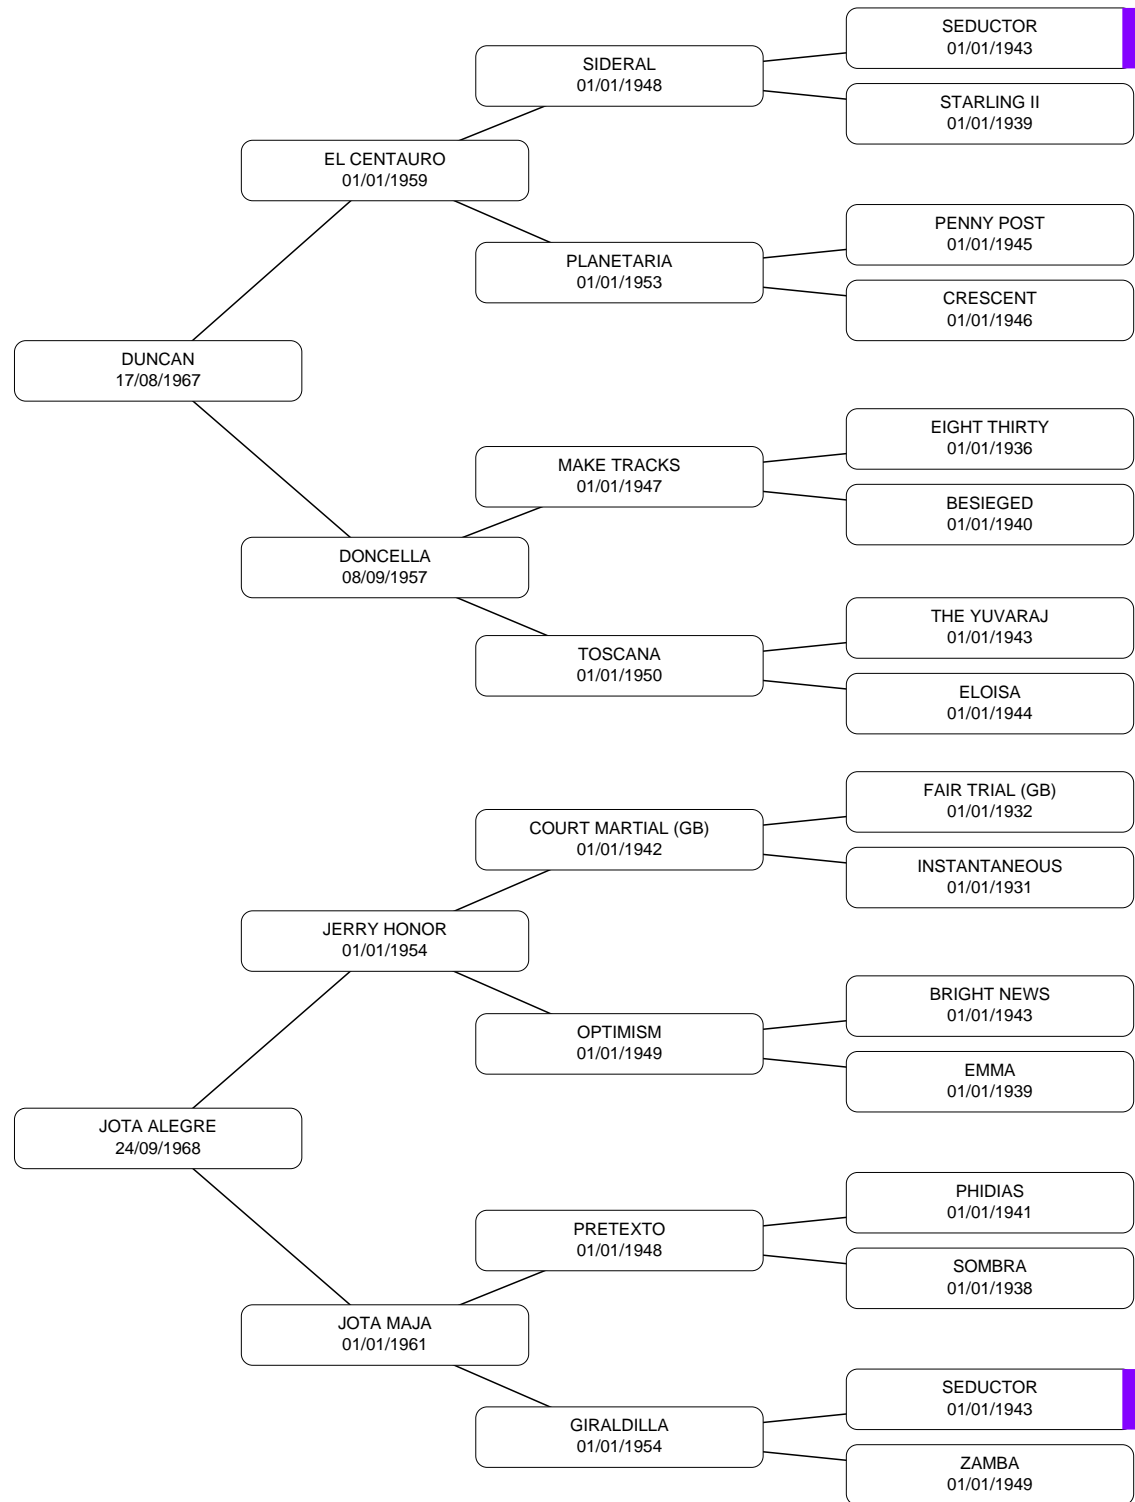 SEDUCTOR
01/01/1943
SIDERAL
01/01/1948
STARLING II
01/01/1939
EL CENTAURO
01/01/1959
PENNY POST
01/01/1945
PLANETARIA
01/01/1953
CRESCENT
01/01/1946
DUNCAN
17/08/1967
EIGHT THIRTY
01/01/1936
MAKE TRACKS
01/01/1947
BESIEGED
01/01/1940
DONCELLA
08/09/1957
THE YUVARAJ
01/01/1943
TOSCANA
01/01/1950
ELOISA
01/01/1944
FAIR TRIAL (GB)
01/01/1932
COURT MARTIAL (GB)
01/01/1942
INSTANTANEOUS
01/01/1931
JERRY HONOR
01/01/1954
BRIGHT NEWS
01/01/1943
OPTIMISM
01/01/1949
EMMA
01/01/1939
JOTA ALEGRE
24/09/1968
PHIDIAS
01/01/1941
PRETEXTO
01/01/1948
SOMBRA
01/01/1938
JOTA MAJA
01/01/1961
SEDUCTOR
01/01/1943
GIRALDILLA
01/01/1954
ZAMBA
01/01/1949